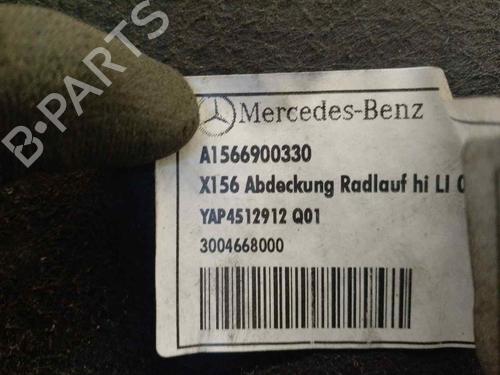 Mercedes-Benz
A1566900330
X156 Abdeckung Radlauf hi LI
YAP4512912 Q01
3004668000
B-PARTS